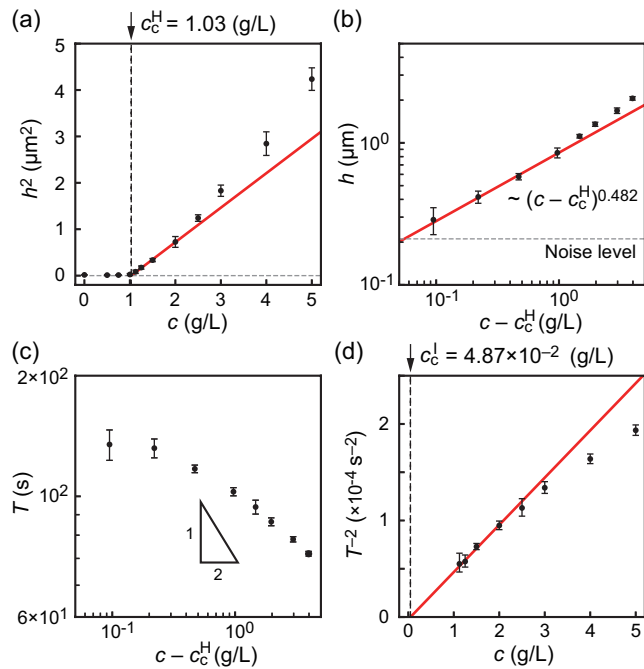 (a)
c_c^H = 1.03 (g/L)
5
4
3
2
1
0
h² (μm²)
0 1 2 3 4 5
c (g/L)
(b)
10⁰
10⁻¹
h (μm)
~ (c – c_c^H)^0.482
Noise level
10⁻¹ 10⁰
c – c_c^H (g/L)
(c)
2×10²
10²
6×10¹
T (s)
1
2
10⁻¹ 10⁰
c – c_c^H (g/L)
(d)
c_c^I = 4.87×10⁻² (g/L)
2
1
0
T⁻² (×10⁻⁴ s⁻²)
0 1 2 3 4 5
c (g/L)